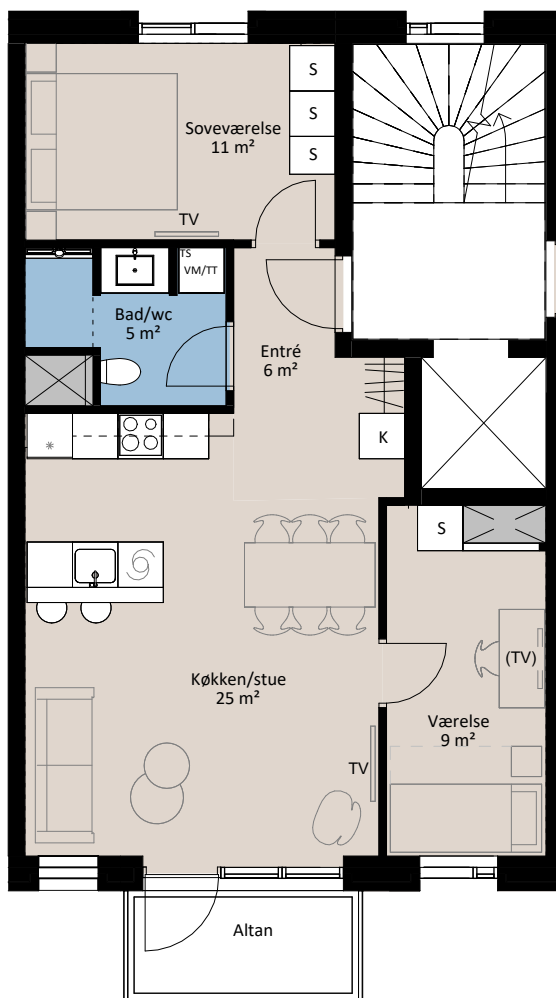 S
S
S
Soveværelse
11 m²
TV
TS
VM/TT
Bad/wc
5 m²
Entré
6 m²
K
S
(TV)
Køkken/stue
25 m²
Værelse
9 m²
TV
Altan